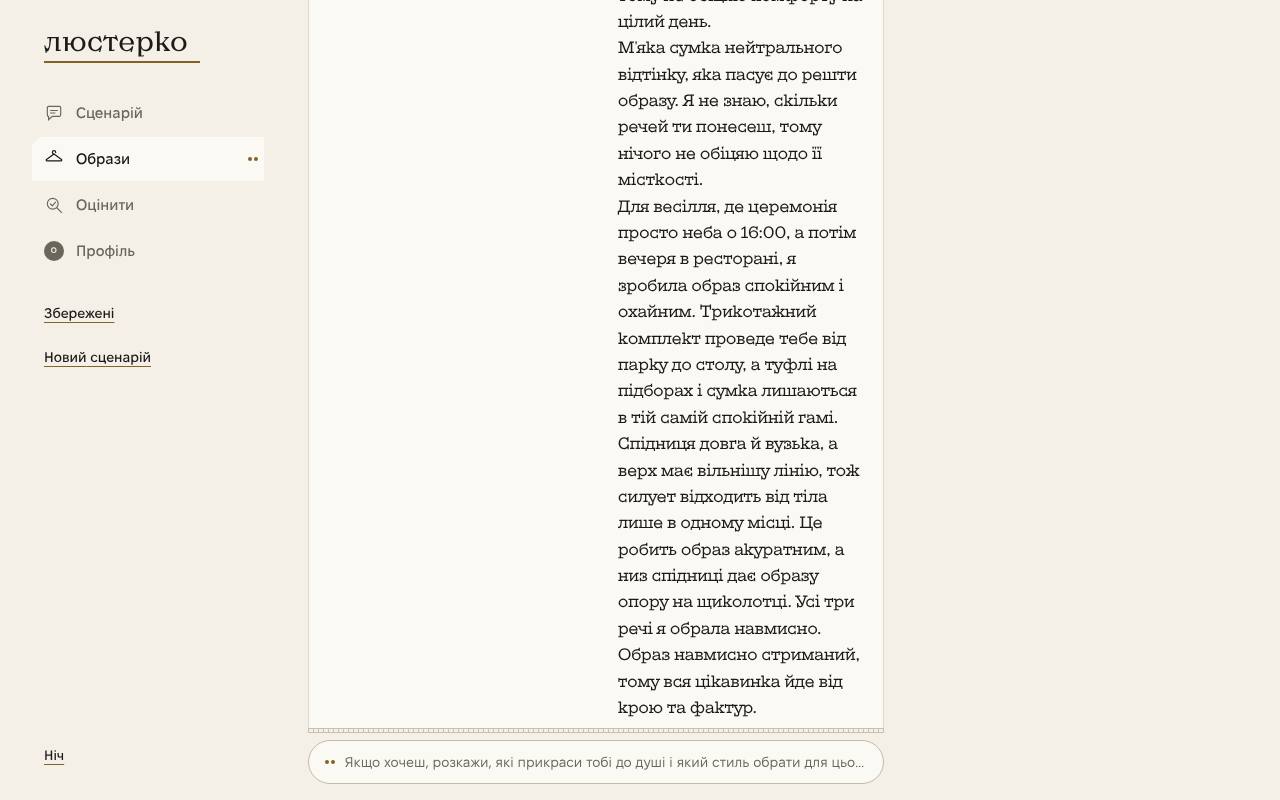 люстерко
Сценарій
Образи
Оцінити
Профіль
Збережені
Новий сценарій
Ніч
цілий день.
М'яка сумка нейтрального
відтінку, яка пасує до решти
образу. Я не знаю, скільки
речей ти понесеш, тому
нічого не обіцяю щодо її
місткості.
Для весілля, де церемонія
просто неба о 16:00, а потім
вечеря в ресторані, я
зробила образ спокійним і
охайним. Трикотажний
комплект проведе тебе від
парку до столу, а туфлі на
підборах і сумка лишаються
в тій самій спокійній гамі.
Спідниця довга й вузька, а
верх має вільнішу лінію, тож
силует відходить від тіла
лише в одному місці. Це
робить образ акуратним, а
низ спідниці дає образу
опору на щиколотці. Усі три
речі я обрала навмисно.
Образ навмисно стриманий,
тому вся цікавинка йде від
крою та фактур.
Якщо хочеш, розкажи, які прикраси тобі до душі і який стиль обрати для цьо...